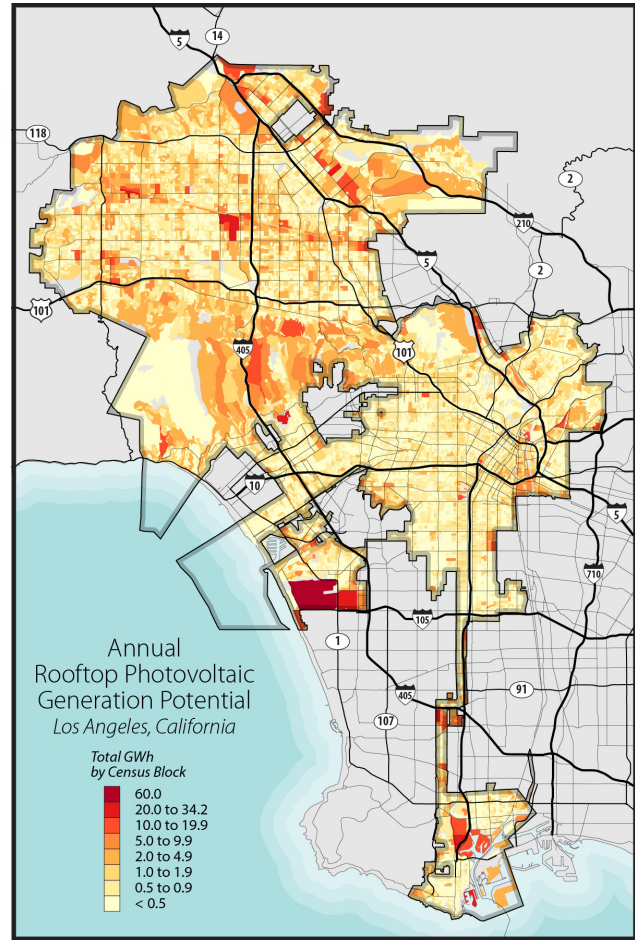 5
14
118
2
210
5
2
101
405
101
10
5
710
105
1
405
91
107
Annual
Rooftop Photovoltaic
Generation Potential
Los Angeles, California
Total GWh
by Census Block
60.0
20.0 to 34.2
10.0 to 19.9
5.0 to 9.9
2.0 to 4.9
1.0 to 1.9
0.5 to 0.9
< 0.5